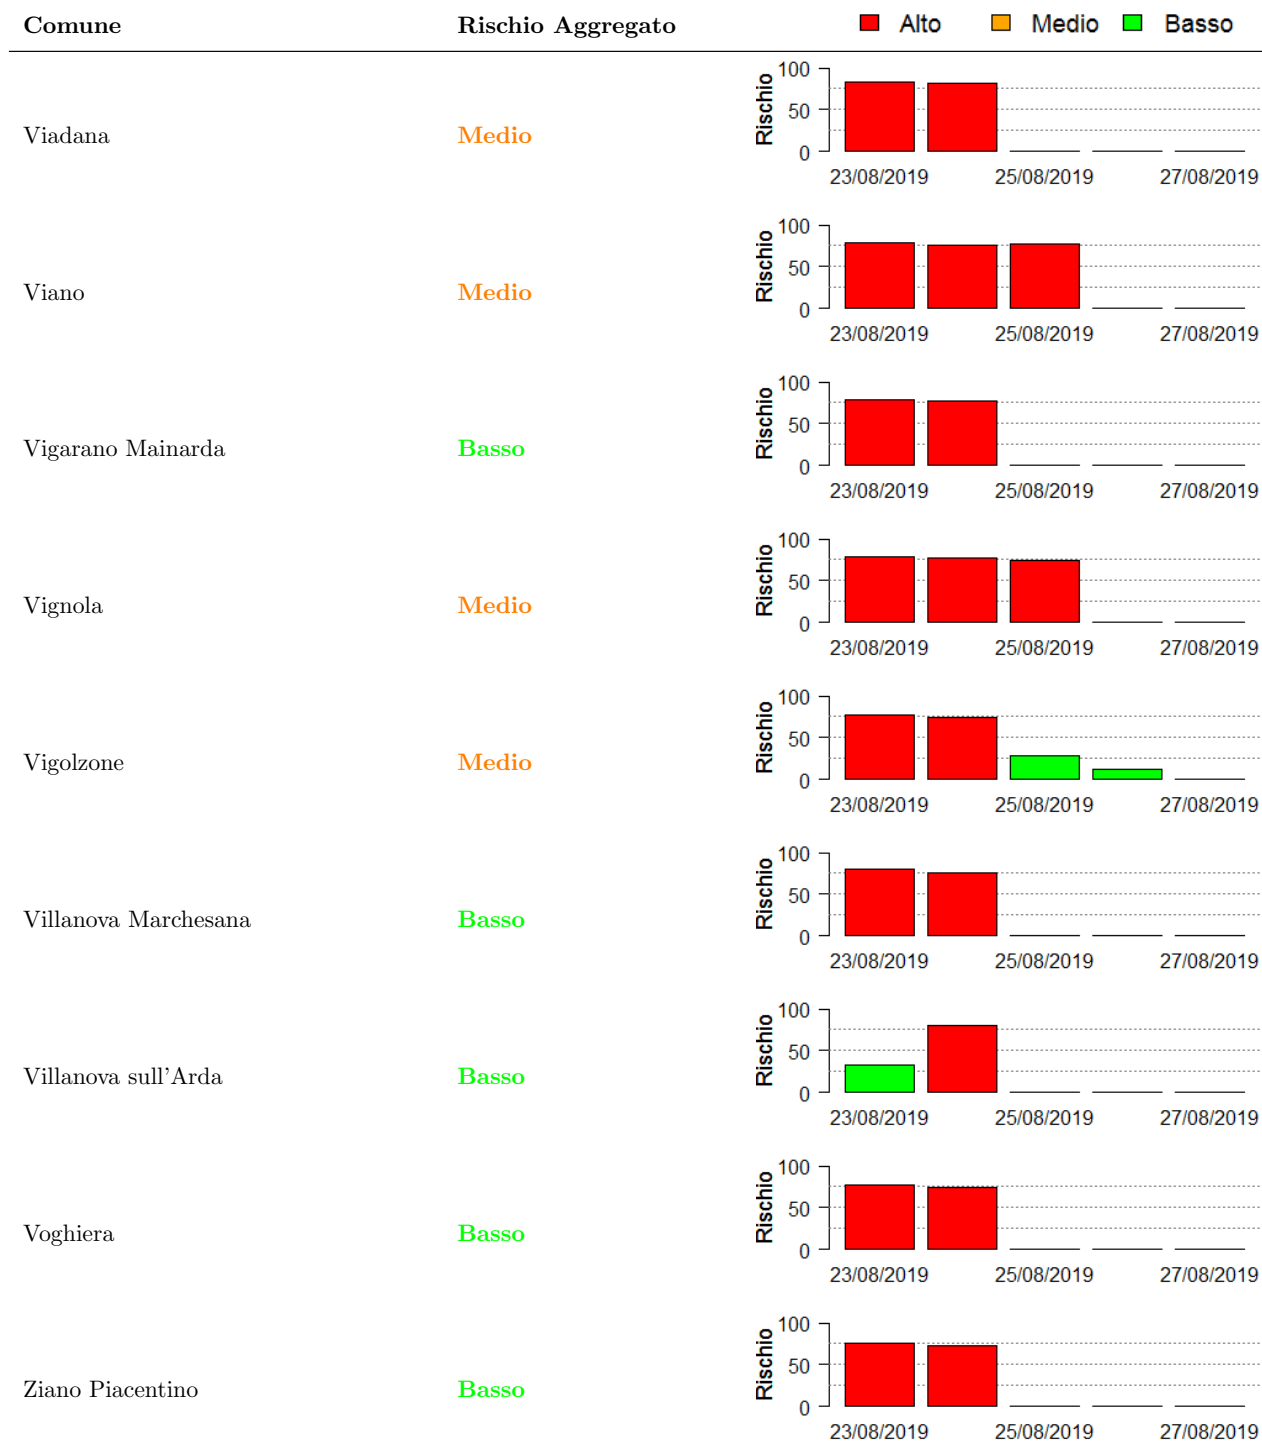 Comune Rischio Aggregato Alto Medio Basso
Viadana Medio
Rischio
100
50
0
23/08/2019 25/08/2019 27/08/2019
Viano Medio
Rischio
100
50
0
23/08/2019 25/08/2019 27/08/2019
Vigarano Mainarda Basso
Rischio
100
50
0
23/08/2019 25/08/2019 27/08/2019
Vignola Medio
Rischio
100
50
0
23/08/2019 25/08/2019 27/08/2019
Vigolzone Medio
Rischio
100
50
0
23/08/2019 25/08/2019 27/08/2019
Villanova Marchesana Basso
Rischio
100
50
0
23/08/2019 25/08/2019 27/08/2019
Villanova sull'Arda Basso
Rischio
100
50
0
23/08/2019 25/08/2019 27/08/2019
Voghiera Basso
Rischio
100
50
0
23/08/2019 25/08/2019 27/08/2019
Ziano Piacentino Basso
Rischio
100
50
0
23/08/2019 25/08/2019 27/08/2019